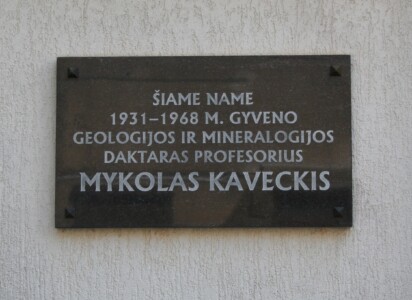 ŠIAME NAME
1931–1968 M. GYVENO
GEOLOGIJOS IR MINERALOGIJOS
DAKTARAS PROFESORIUS
MYKOLAS KAVECKIS